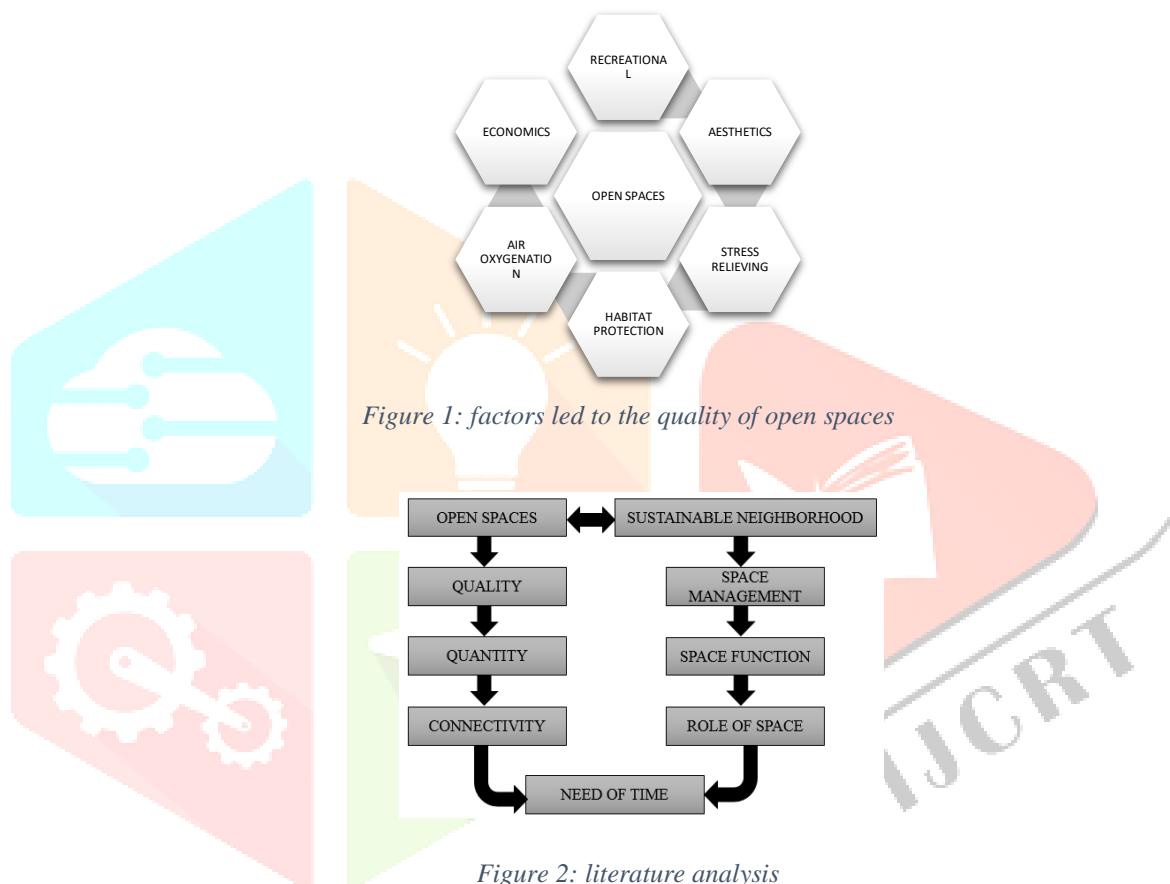 RECREATIONA
L
ECONOMICS
AESTHETICS
OPEN SPACES
AIR
OXYGENATIO
N
STRESS
RELIEVING
HABITAT
PROTECTION
Figure 1: factors led to the quality of open spaces
OPEN SPACES
SUSTAINABLE NEIGHBORHOOD
QUALITY
SPACE
MANAGEMENT
QUANTITY
SPACE FUNCTION
CONNECTIVITY
ROLE OF SPACE
NEED OF TIME
IJCRT
Figure 2: literature analysis